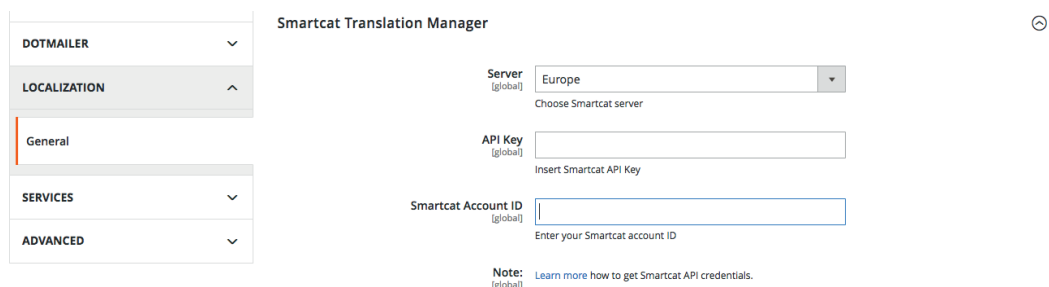 Smartcat Translation Manager
DOTMAILER
LOCALIZATION
General
SERVICES
ADVANCED
Server
[global]
Europe
Choose Smartcat server
API Key
[global]
Insert Smartcat API Key
Smartcat Account ID
[global]
Enter your Smartcat account ID
Note:
[global]
Learn more how to get Smartcat API credentials.